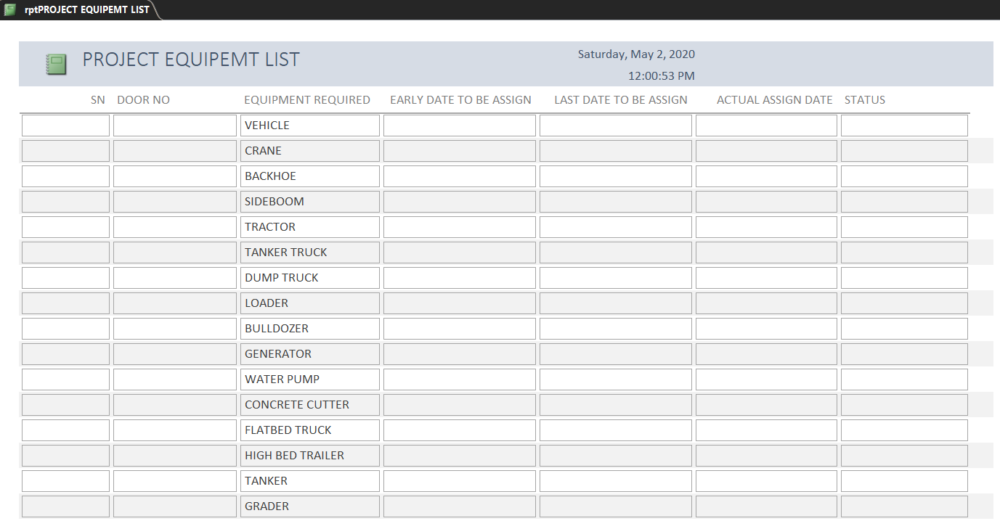 rptPROJECT EQUIPEMT LIST
PROJECT EQUIPEMT LIST
Saturday, May 2, 2020
12:00:53 PM
SN DOOR NO EQUIPMENT REQUIRED EARLY DATE TO BE ASSIGN LAST DATE TO BE ASSIGN ACTUAL ASSIGN DATE STATUS
VEHICLE
CRANE
BACKHOE
SIDEBOOM
TRACTOR
TANKER TRUCK
DUMP TRUCK
LOADER
BULLDOZER
GENERATOR
WATER PUMP
CONCRETE CUTTER
FLATBED TRUCK
HIGH BED TRAILER
TANKER
GRADER